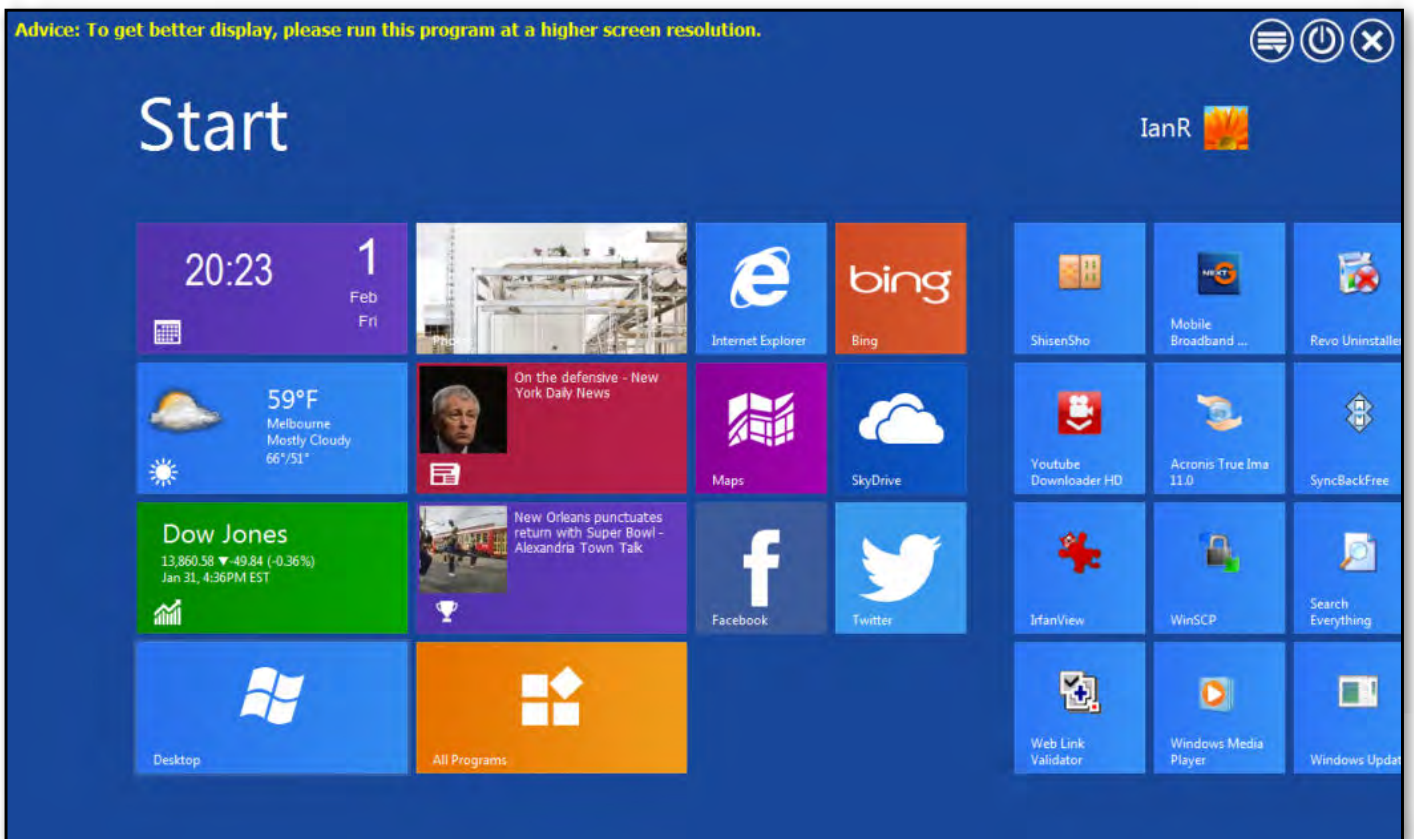 Advice: To get better display, please run this program at a higher screen resolution.
Start
IanR
20:23
1
Feb
Fri
Photos
Internet Explorer
bing
Bing
ShisenSho
Mobile
Broadband ...
Revo Uninstaller
59°F
Melbourne
Mostly Cloudy
66°/51°
On the defensive - New
York Daily News
Maps
SkyDrive
Youtube
Downloader HD
Acronis True Ima
11.0
SyncBackFree
Dow Jones
13,860.58 ▼-49.84 (-0.36%)
Jan 31, 4:36PM EST
New Orleans punctuates
return with Super Bowl -
Alexandria Town Talk
Facebook
Twitter
IrfanView
WinSCP
Search
Everything
Desktop
All Programs
Web Link
Validator
Windows Media
Player
Windows Updat